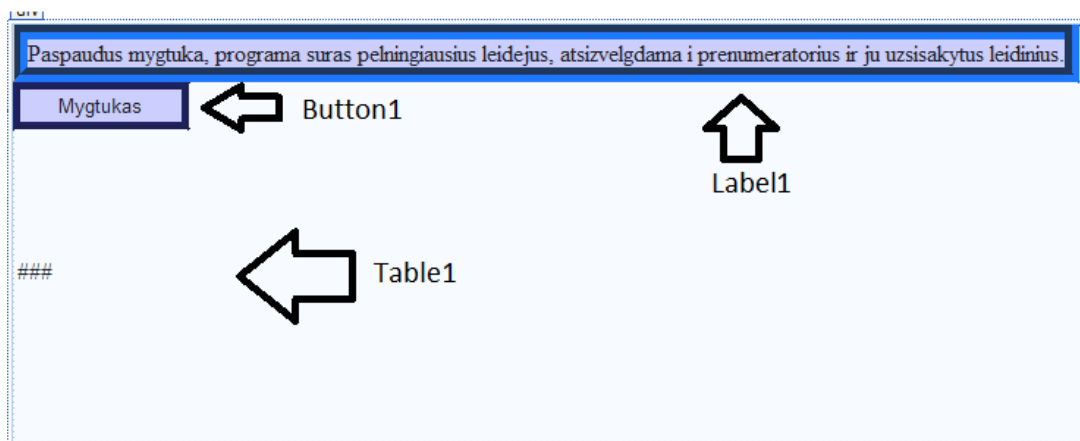 div
Paspaudus mygtuka, programa suras pelningiausius leidejus, atsizvelgdama i prenumeratorius ir ju uzsisakytus leidinius.
Mygtukas
Button1
Label1
###
Table1